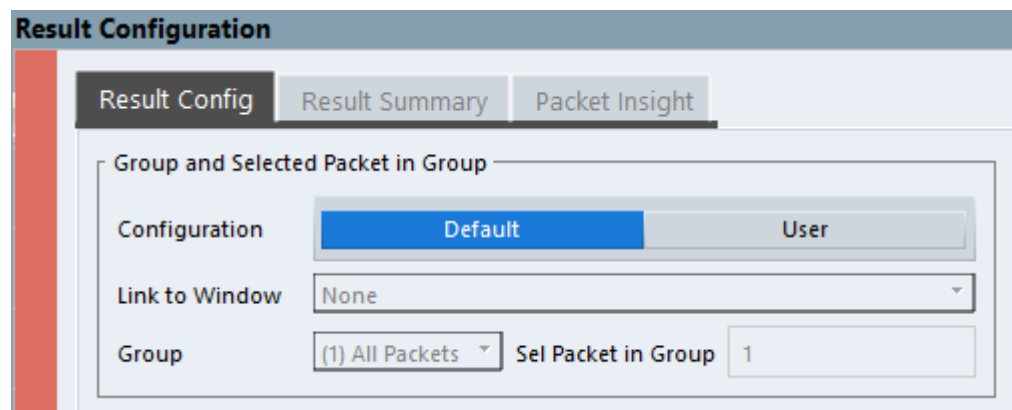 Result Configuration
Result Config Result Summary Packet Insight
Group and Selected Packet in Group
Configuration Default User
Link to Window None
Group (1) All Packets Sel Packet in Group 1